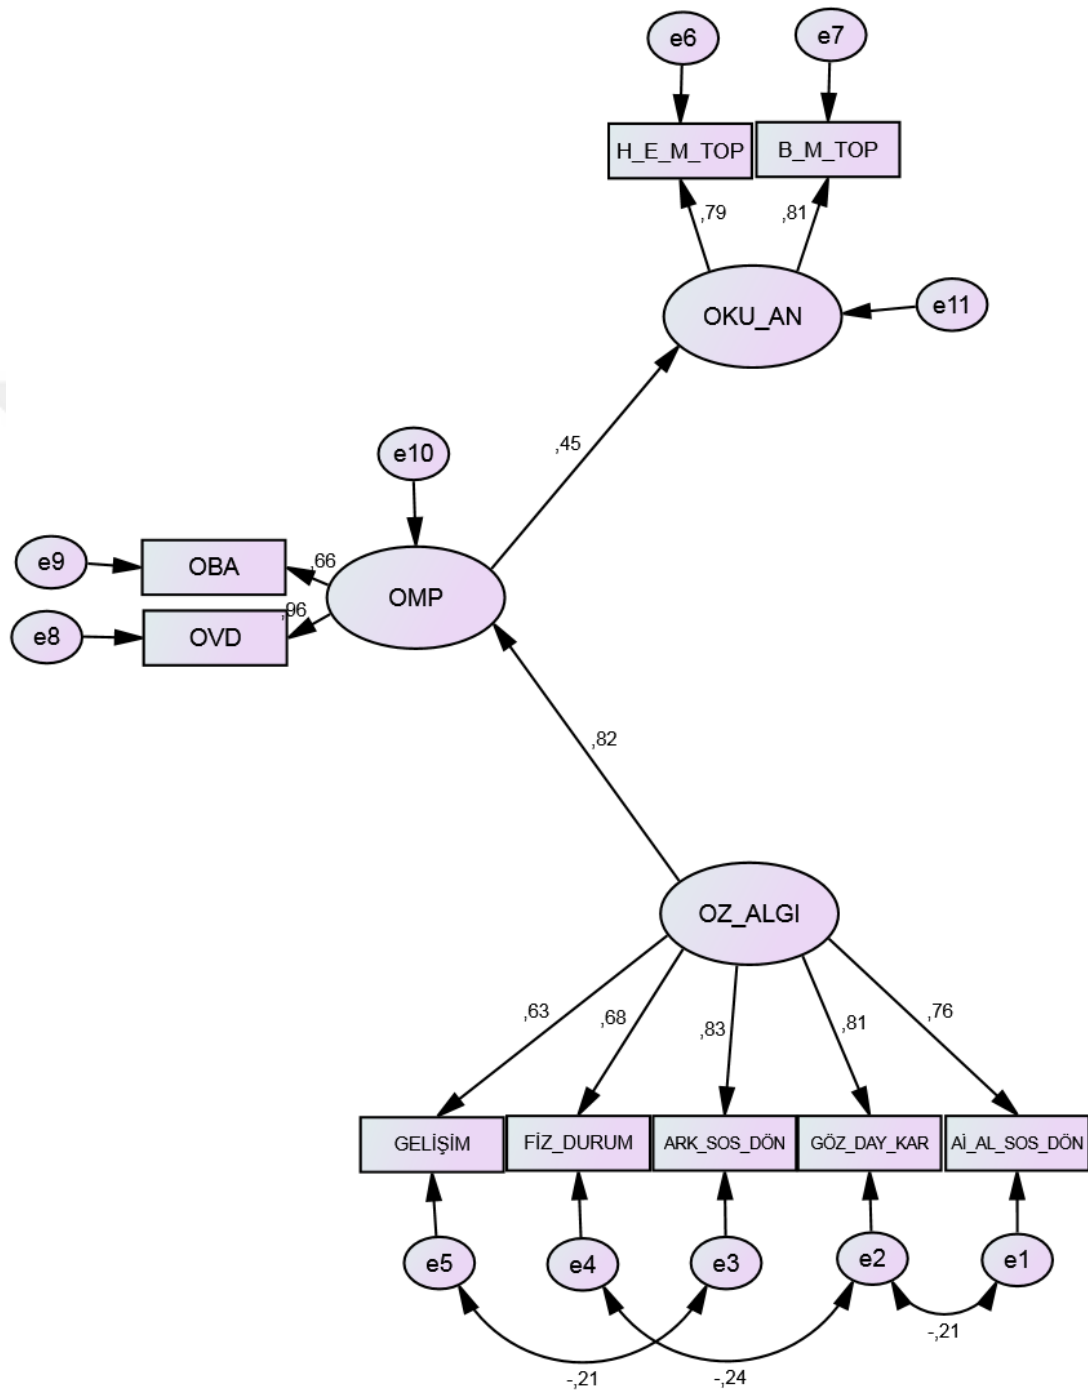 e6
e7
H_E_M_TOP
B_M_TOP
,79
,81
OKU_AN
e11
,45
e10
e9
OBA
,66
OMP
e8
OVD
,96
,82
OZ_ALGI
,63
,68
,83
,81
,76
GELİŞİM
FİZ_DURUM
ARK_SOS_DÖN
GÖZ_DAY_KAR
Aİ_AL_SOS_DÖN
e5
e4
e3
e2
e1
-,21
-,24
-,21